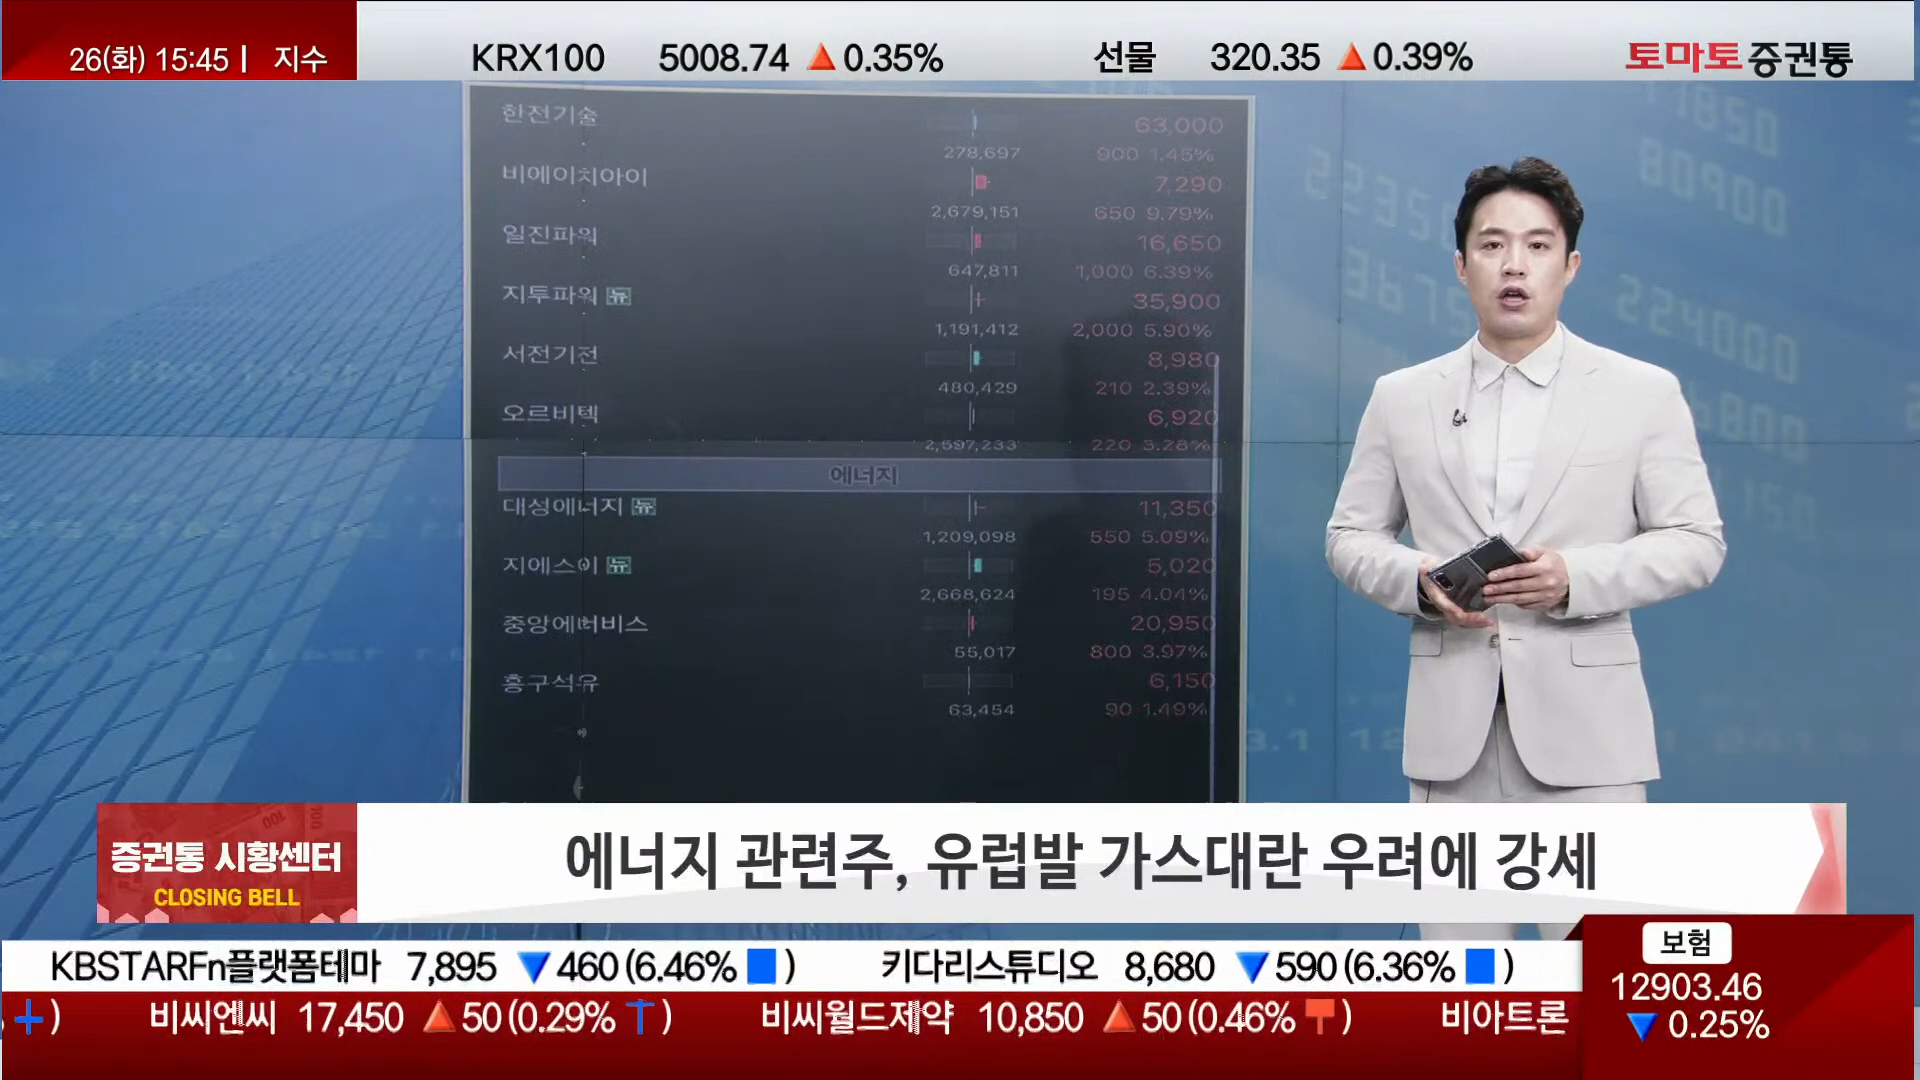 26(화) 15:45 | 지수 KRX100 5008.74 ▲0.35% 선물 320.35 ▲0.39% 토마토증권통
한전기술 63,000
278,697 900 1.45%
비에이치아이 7,290
2,679,151 650 9.79%
일진파워 16,650
647,811 1,000 6.39%
지투파워 뉴 35,900
1,191,412 2,000 5.90%
서전기전 8,980
480,429 210 2.39%
오르비텍 6,920
2,597,233 220 3.28%
에너지
대성에너지 뉴 11,350
1,209,098 550 5.09%
지에스이 뉴 5,020
2,668,624 195 4.04%
중앙에너비스 20,950
55,017 800 3.97%
흥구석유 6,150
63,454 90 1.49%
증권통 시황센터
CLOSING BELL
에너지 관련주, 유럽발 가스대란 우려에 강세
KBSTARFn플랫폼테마 7,895 ▼460(6.46% ) 키다리스튜디오 8,680 ▼590(6.36% )
) 비씨엔씨 17,450 ▲50(0.29% ) 비씨월드제약 10,850 ▲50(0.46% ) 비아트론
보험
12903.46
▼ 0.25%